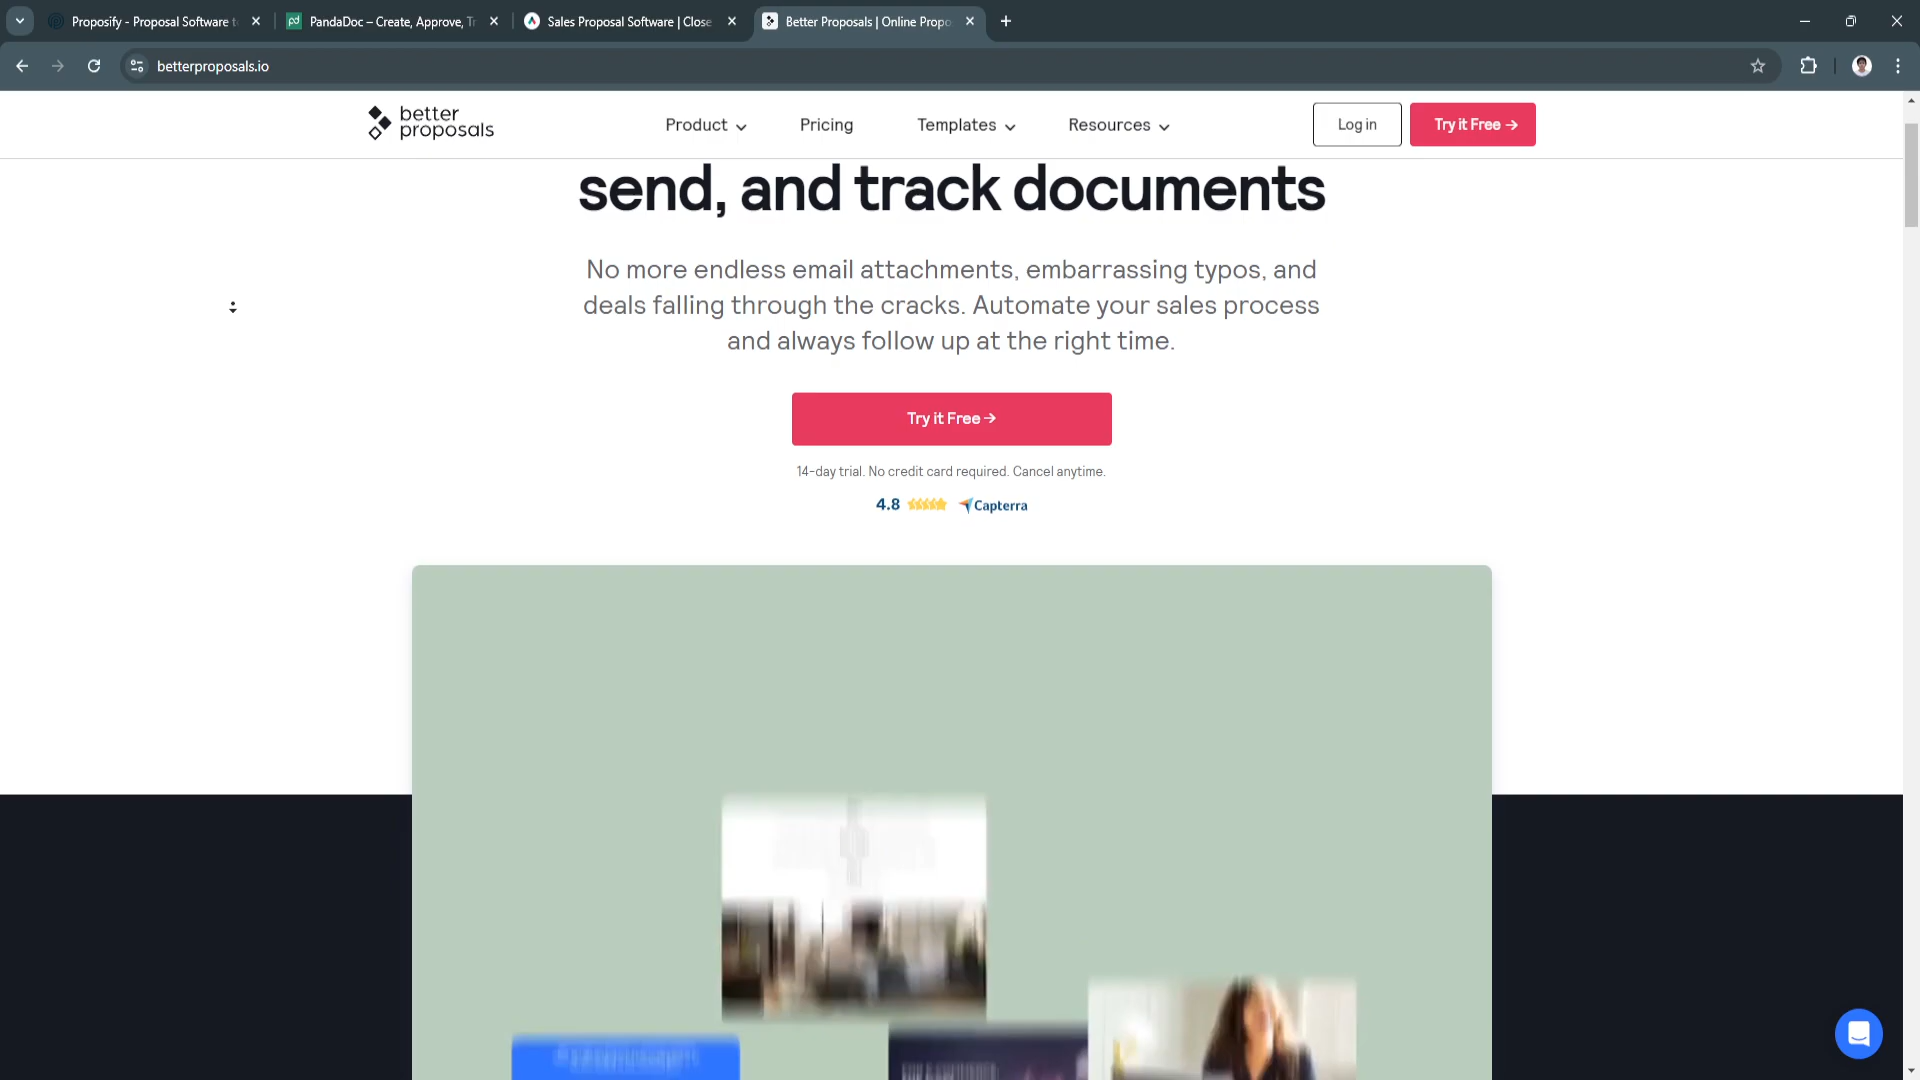 Proposify - Proposal Software
PandaDoc – Create, Approve, Tr
Sales Proposal Software | Close
Better Proposals | Online Propo
betterproposals.io
better
proposals
Product
Pricing
Templates
Resources
Log in
Try it Free →
send, and track documents
No more endless email attachments, embarrassing typos, and
deals falling through the cracks. Automate your sales process
and always follow up at the right time.
Try it Free →
14-day trial. No credit card required. Cancel anytime.
4.8 Capterra